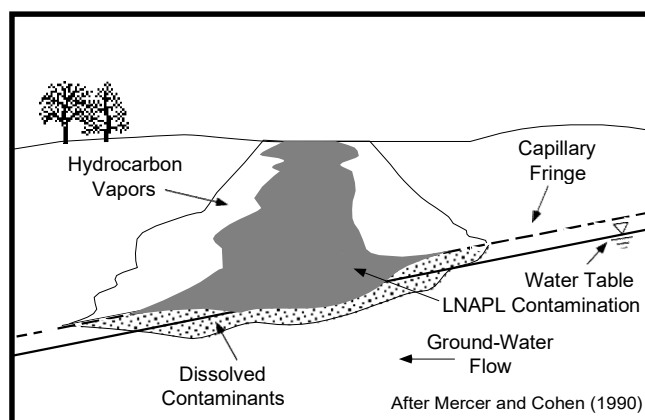 Hydrocarbon
Vapors
Capillary
Fringe
Water Table
LNAPL Contamination
Ground-Water
Flow
Dissolved
Contaminants
After Mercer and Cohen (1990)